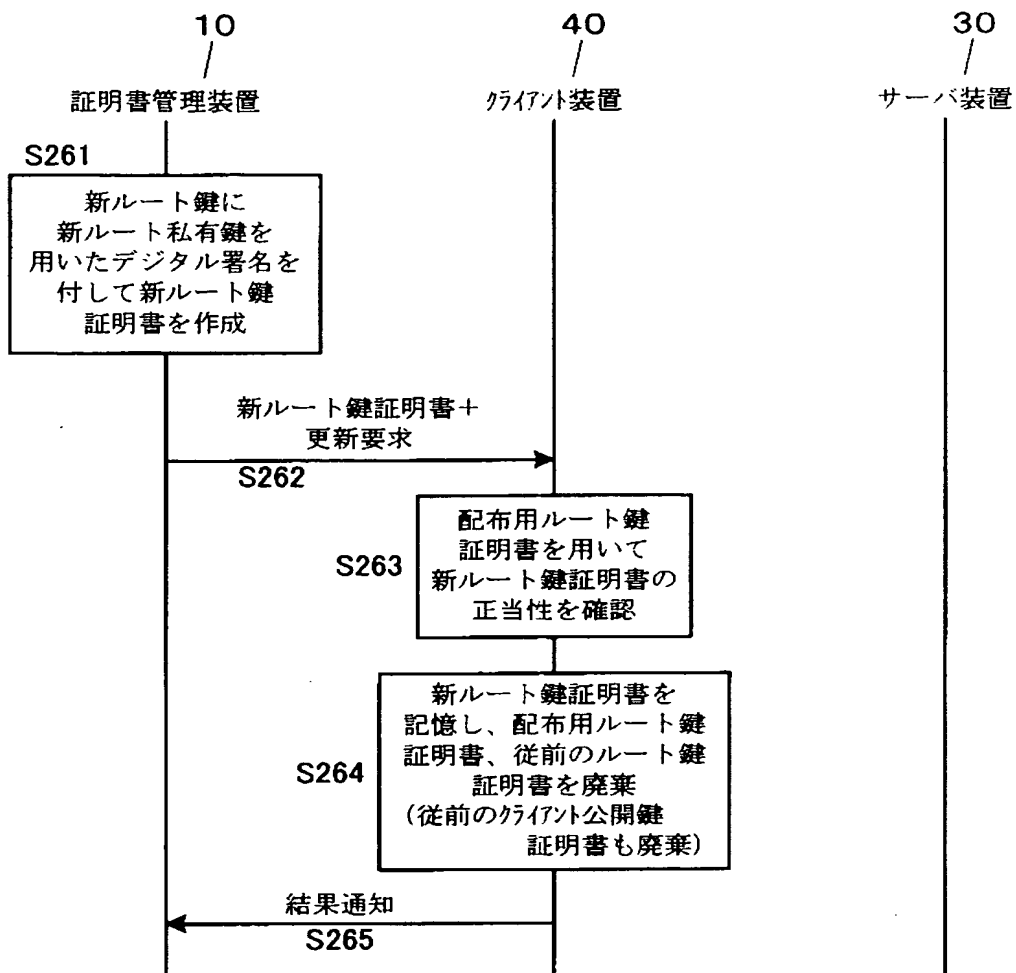 10
40
30
証明書管理装置
クライアント装置
サーバ装置
S261
新ルート鍵に
新ルート私有鍵を
用いたデジタル署名を
付して新ルート鍵
証明書を作成
新ルート鍵証明書＋
更新要求
S262
配布用ルート鍵
証明書を用いて
新ルート鍵証明書の
正当性を確認
S263
新ルート鍵証明書を
記憶し、配布用ルート鍵
証明書、従前のルート鍵
証明書を廃棄
(従前のクライアント公開鍵
証明書も廃棄)
S264
結果通知
S265